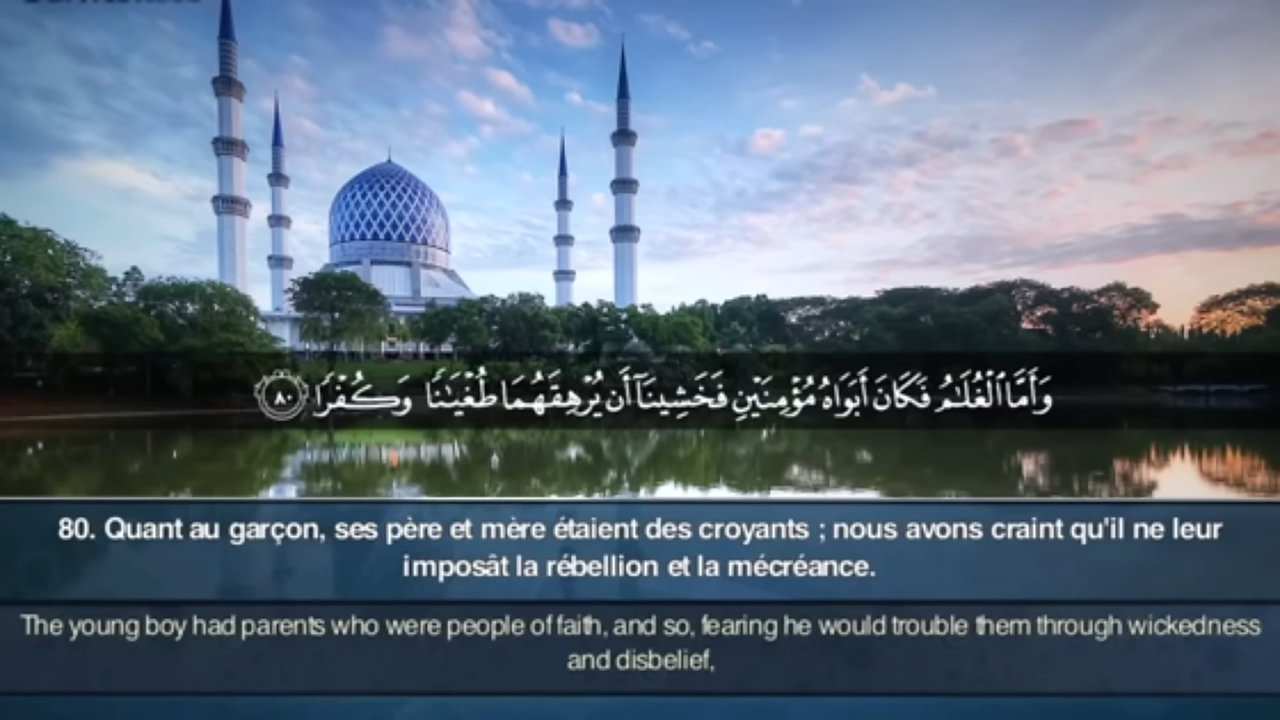 وَأَمَّا ٱلْغُلَٰمُ فَكَانَ أَبَوَاهُ مُؤْمِنَيْنِ فَخَشِينَآ أَن يُرْهِقَهُمَا طُغْيَٰنًا وَكُفْرًا ٨٠
80. Quant au garçon, ses père et mère étaient des croyants ; nous avons craint qu'il ne leur
imposât la rébellion et la mécréance.
The young boy had parents who were people of faith, and so, fearing he would trouble them through wickedness
and disbelief,